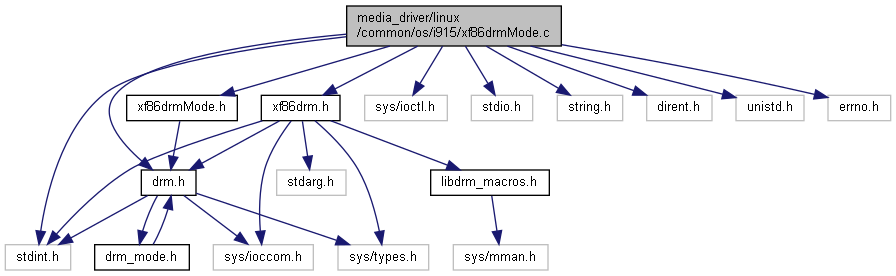 media_driver/linux
/common/os/i915/xf86drmMode.c
xf86drmMode.h
xf86drm.h
sys/ioctl.h
stdio.h
string.h
dirent.h
unistd.h
errno.h
drm.h
stdarg.h
libdrm_macros.h
stdint.h
drm_mode.h
sys/ioccom.h
sys/types.h
sys/mman.h